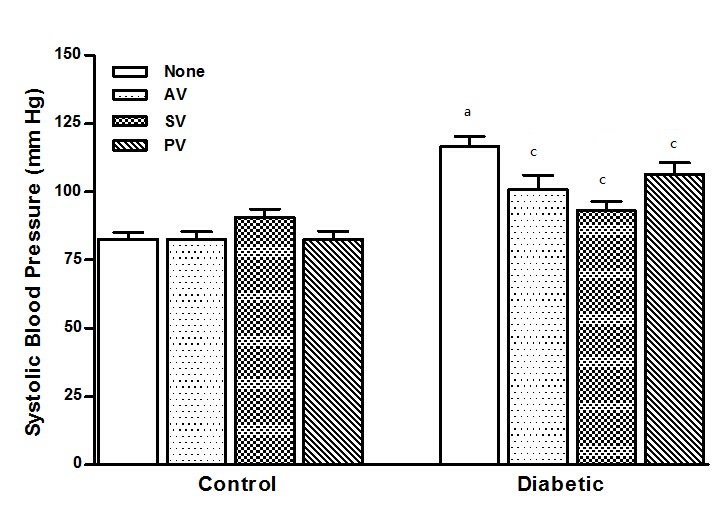 Systolic Blood Pressure (mm Hg)
150
125
100
75
50
25
0
None
AV
SV
PV
a
c
c
c
Control
Diabetic